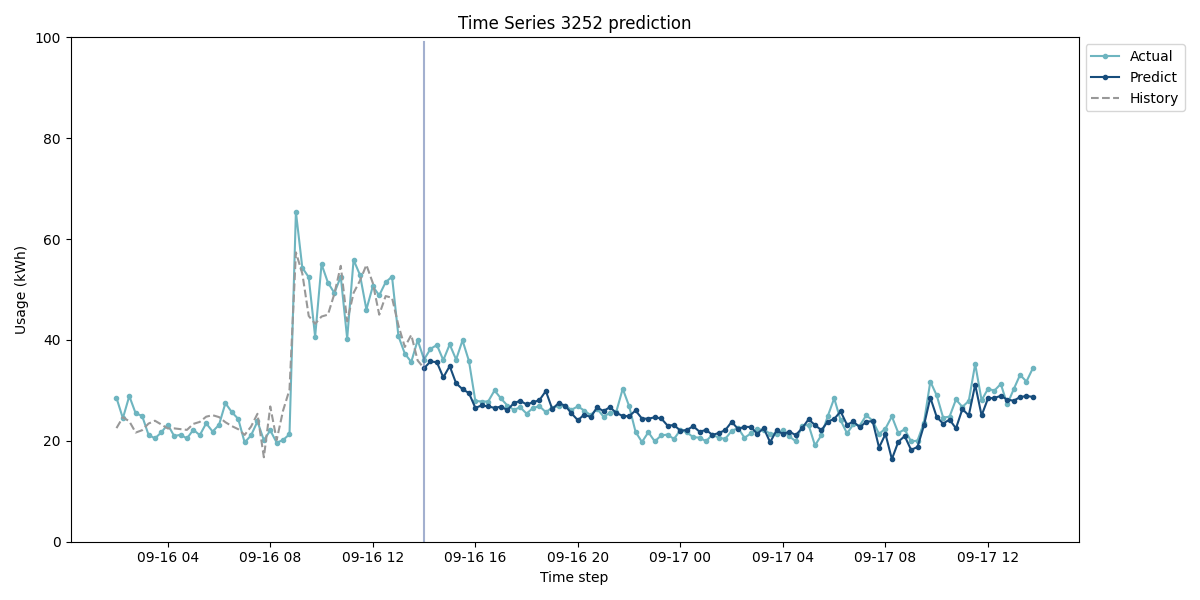 Time Series 3252 prediction
100
80
60
40
20
0
Usage (kWh)
09-16 04
09-16 08
09-16 12
09-16 16
09-16 20
09-17 00
09-17 04
09-17 08
09-17 12
Time step
Actual
Predict
History